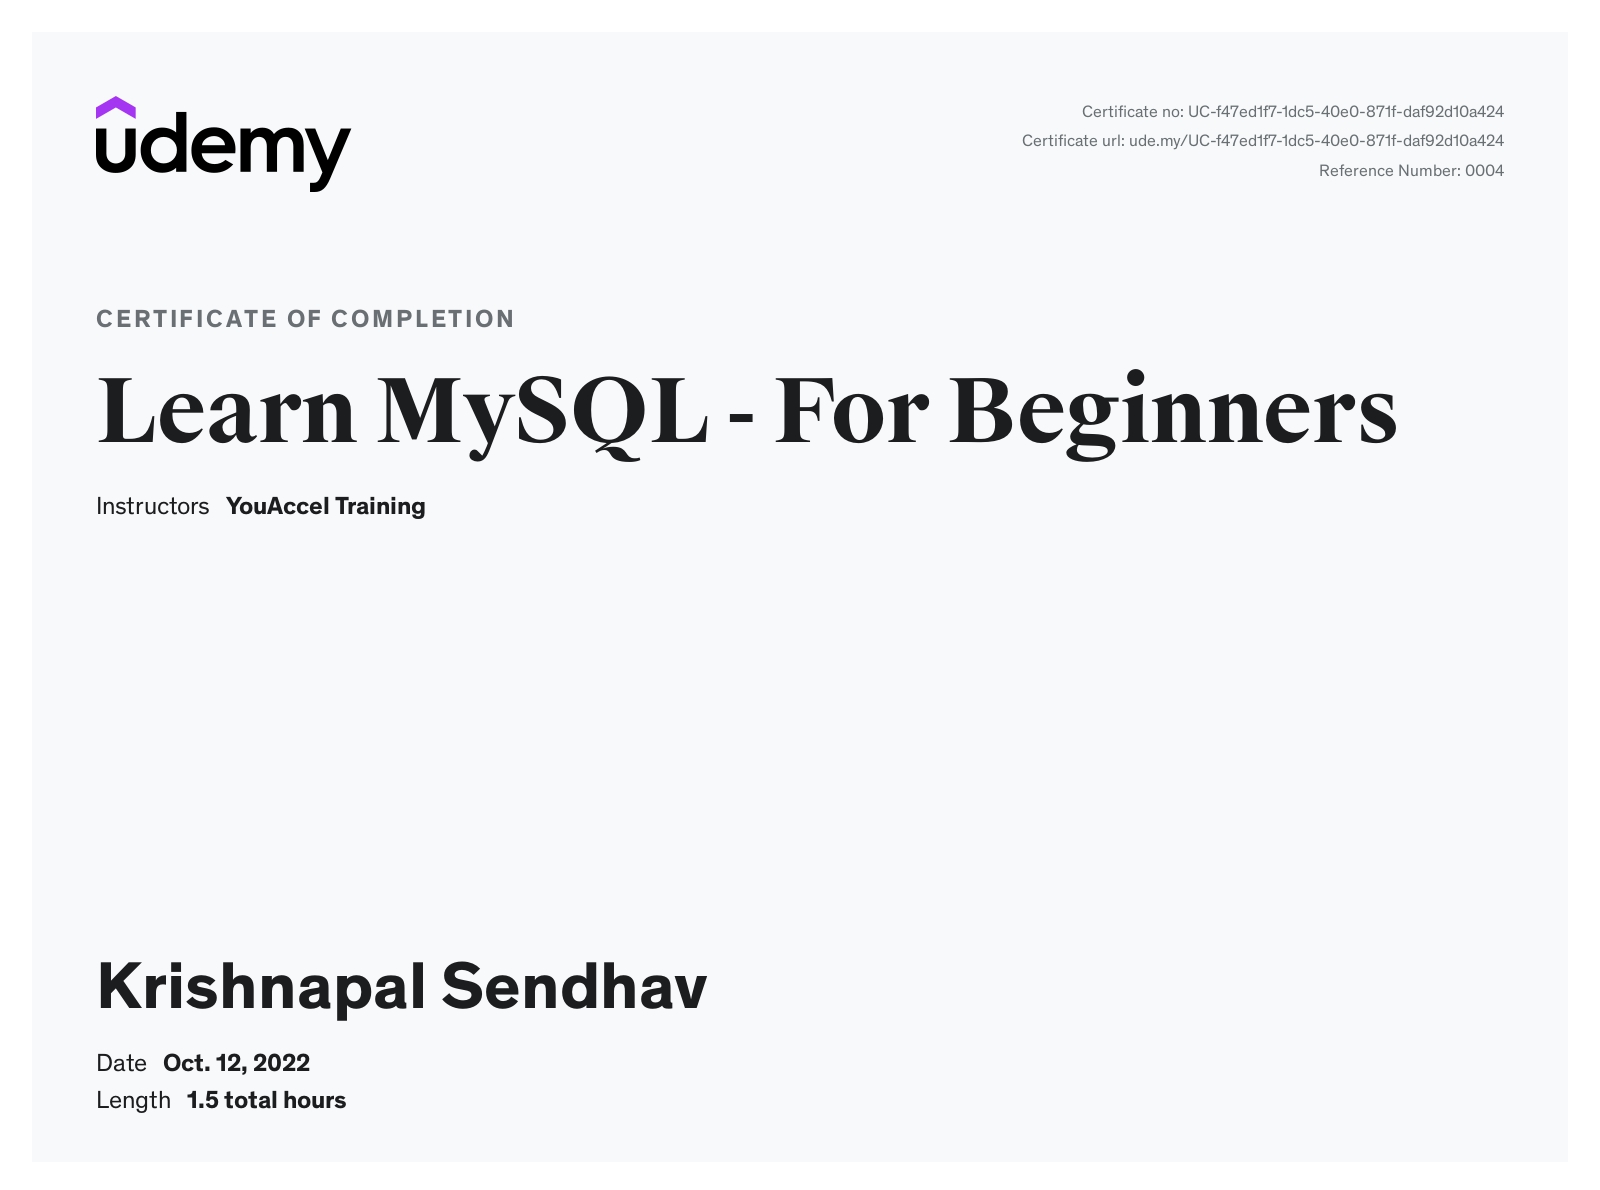 udemy
Certificate no: UC-f47ed1f7-1dc5-40e0-871f-daf92d10a424
Certificate url: ude.my/UC-f47ed1f7-1dc5-40e0-871f-daf92d10a424
Reference Number: 0004
CERTIFICATE OF COMPLETION
Learn MySQL - For Beginners
Instructors YouAccel Training
Krishnapal Sendhav
Date Oct. 12, 2022
Length 1.5 total hours